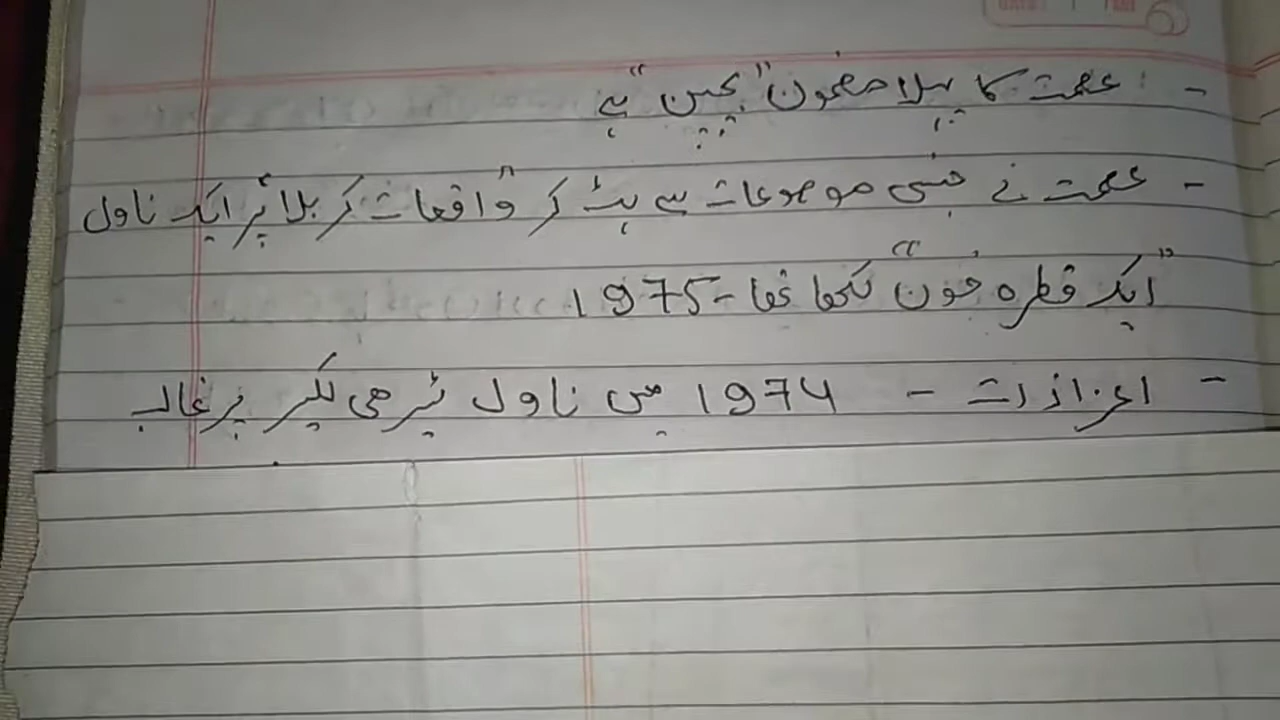 - عصمت کا پہلا مضمون "بچپن" ہے
- عصمت نے جنسی موضوعات سے ہٹ کر "واقعات کربلا" پر ایک ناول
"ایک قطرہ خون" لکھا تھا - 1975
- اعزازت - 1974 میں ناول ٹیڑھی لکیر پر غالب